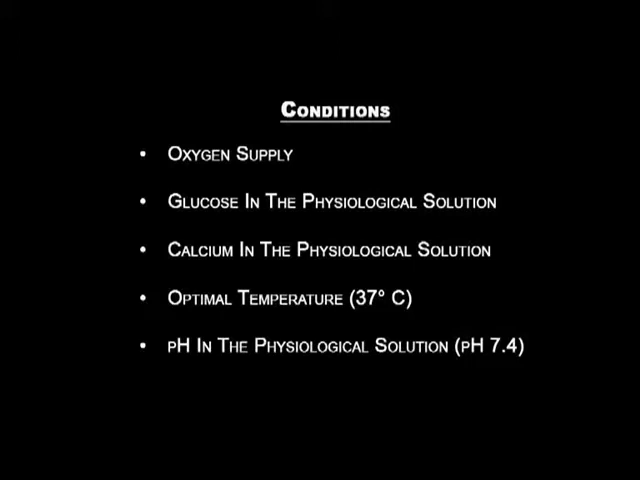 Conditions
• Oxygen Supply
• Glucose In The Physiological Solution
• Calcium In The Physiological Solution
• Optimal Temperature (37° C)
• pH In The Physiological Solution (pH 7.4)